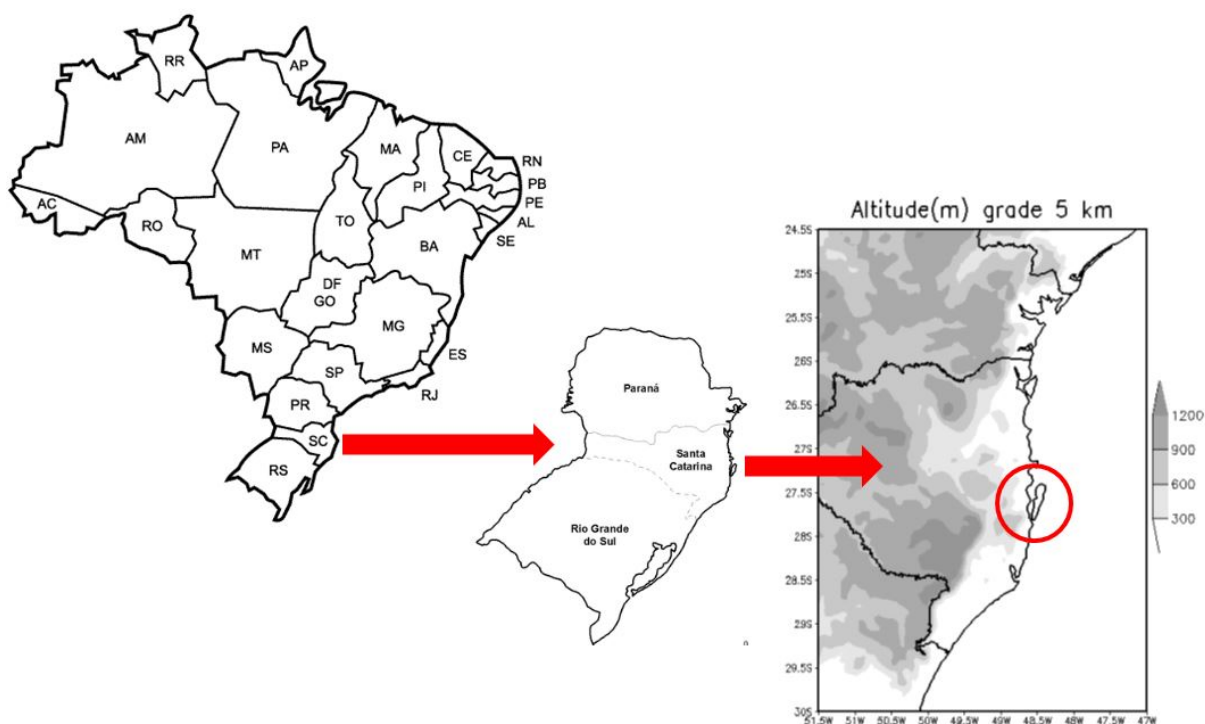 RR
AP
AM
PA
MA
CE
RN
PB
PI
PE
AC
AL
TO
RO
SE
BA
MT
DF
GO
MG
MS
ES
SP
RJ
PR
SC
RS
Paraná
Santa
Catarina
Rio Grande
do Sul
Altitude(m) grade 5 km
24.5S
25S
25.5S
26S
26.5S
27S
27.5S
28S
28.5S
29S
29.5S
30S
51.5W 51W 50.5W 50W 49.5W 49W 48.5W 48W 47.5W 47W
1200
900
600
300